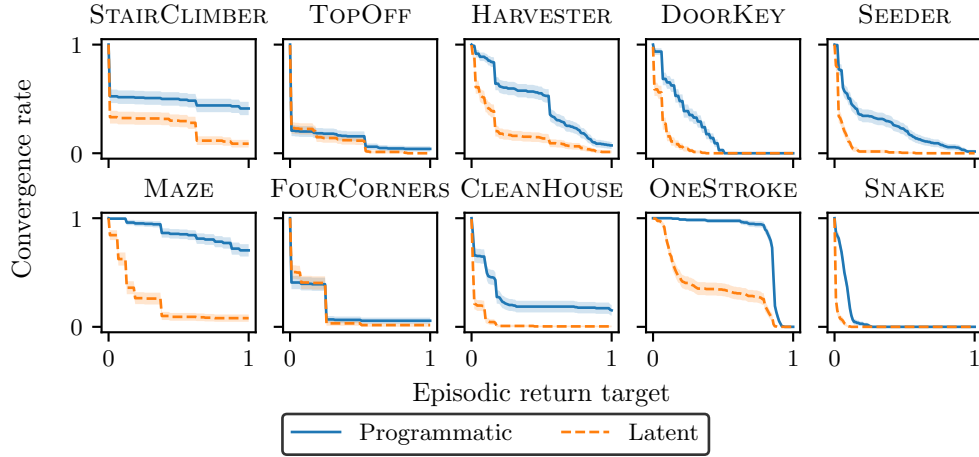 STAIRCLIMBER TOPOFF HARVESTER DOORKEY SEEDER
1
0
MAZE FOURCORNERS CLEANHOUSE ONESTROKE SNAKE
1
0
0 1 0 1 0 1 0 1 0 1
Convergence rate
Episodic return target
Programmatic Latent